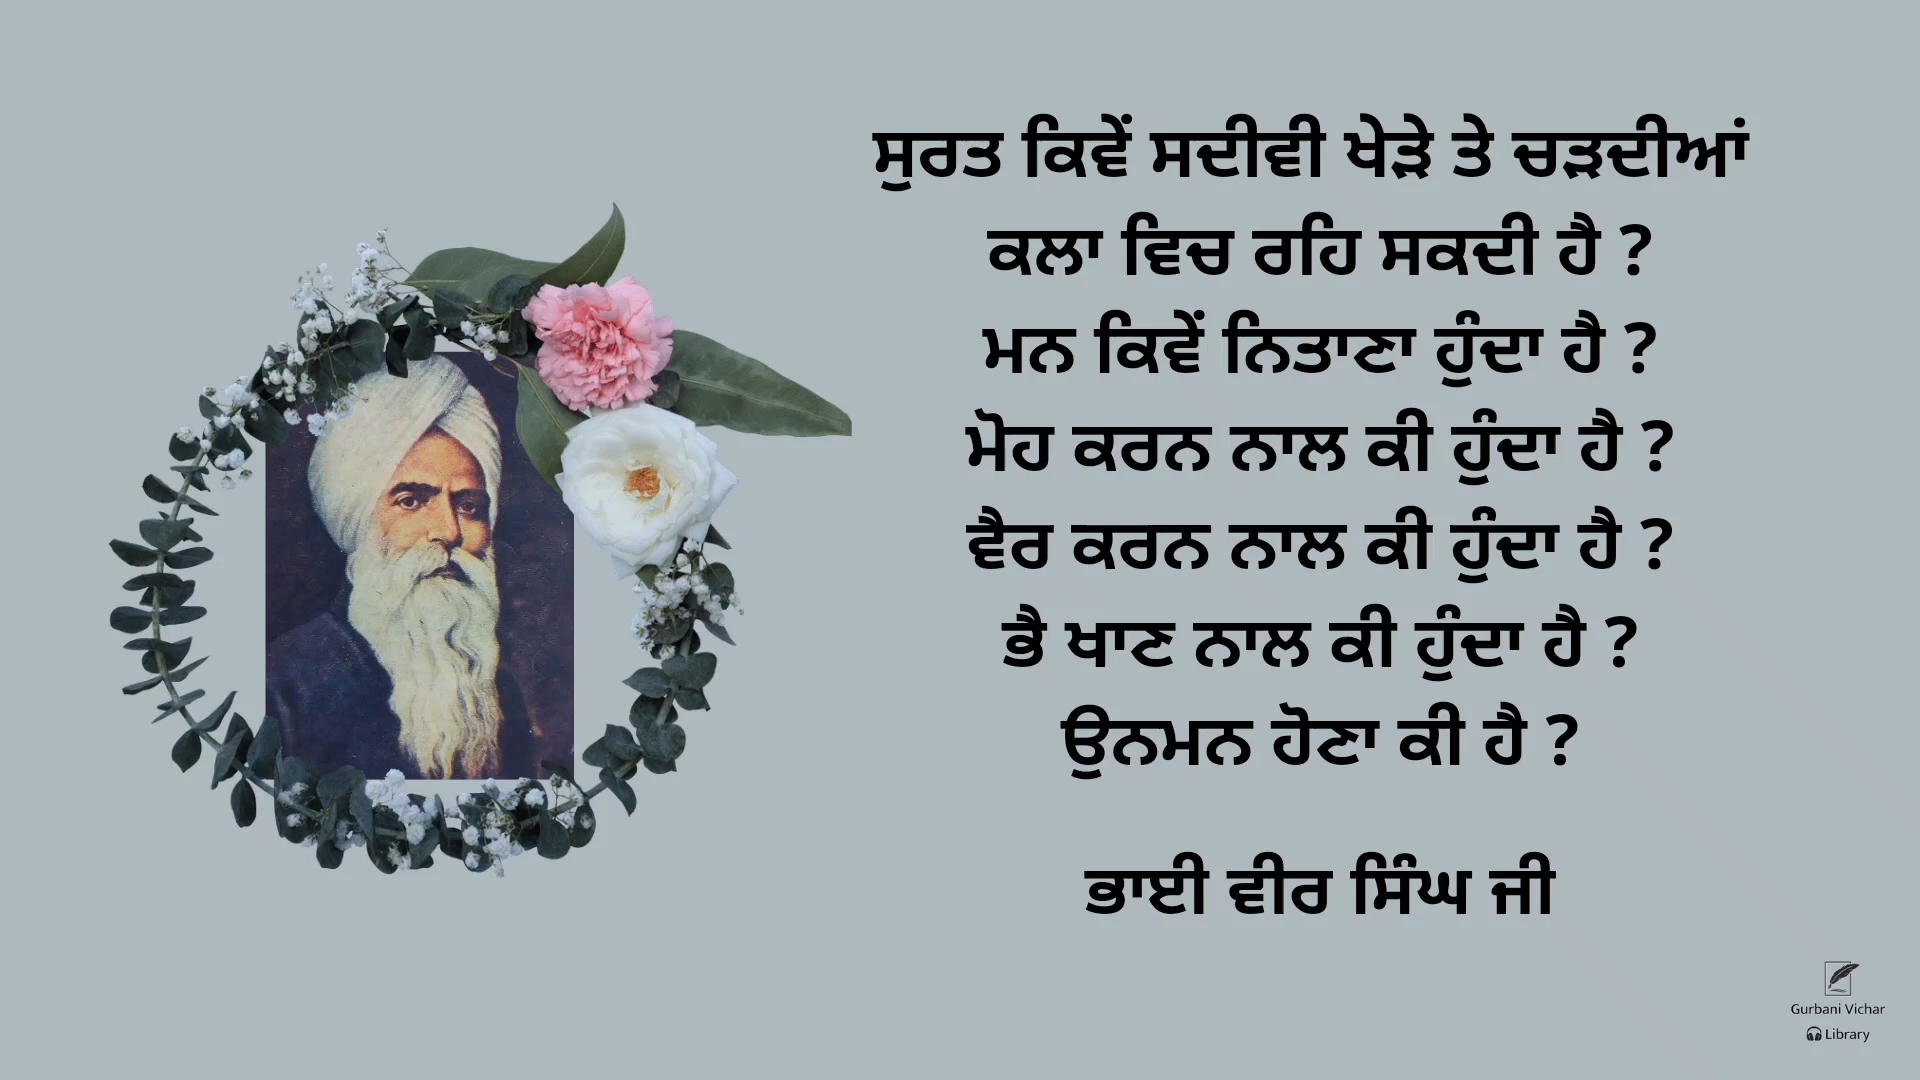 ਸੁਰਤ ਕਿਵੇਂ ਸਦੀਵੀ ਖੇੜੇ ਤੇ ਚੜਦੀਆਂ
ਕਲਾ ਵਿਚ ਰਹਿ ਸਕਦੀ ਹੈ ?
ਮਨ ਕਿਵੇਂ ਨਿਤਾਣਾ ਹੁੰਦਾ ਹੈ ?
ਮੋਹ ਕਰਨ ਨਾਲ ਕੀ ਹੁੰਦਾ ਹੈ ?
ਵੈਰ ਕਰਨ ਨਾਲ ਕੀ ਹੁੰਦਾ ਹੈ ?
ਭੈ ਖਾਣ ਨਾਲ ਕੀ ਹੁੰਦਾ ਹੈ ?
ਉਨਮਨ ਹੋਣਾ ਕੀ ਹੈ ?
ਭਾਈ ਵੀਰ ਸਿੰਘ ਜੀ
Gurbani Vichar
Library